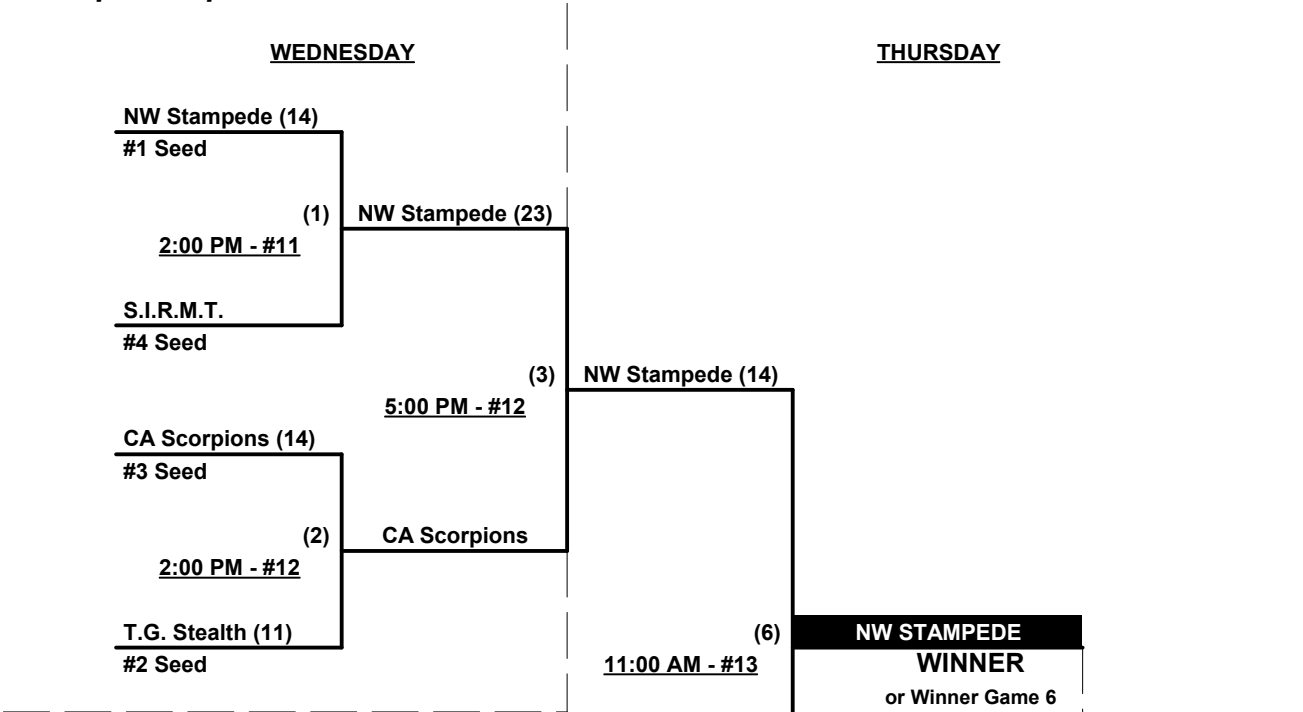 WEDNESDAY
THURSDAY
NW Stampede (14)
#1 Seed
(1)
NW Stampede (23)
2:00 PM - #11
S.I.R.M.T.
#4 Seed
(3)
NW Stampede (14)
5:00 PM - #12
CA Scorpions (14)
#3 Seed
(2)
CA Scorpions
2:00 PM - #12
T.G. Stealth (11)
#2 Seed
(6)
NW STAMPEDE
11:00 AM - #13
WINNER
or Winner Game 6